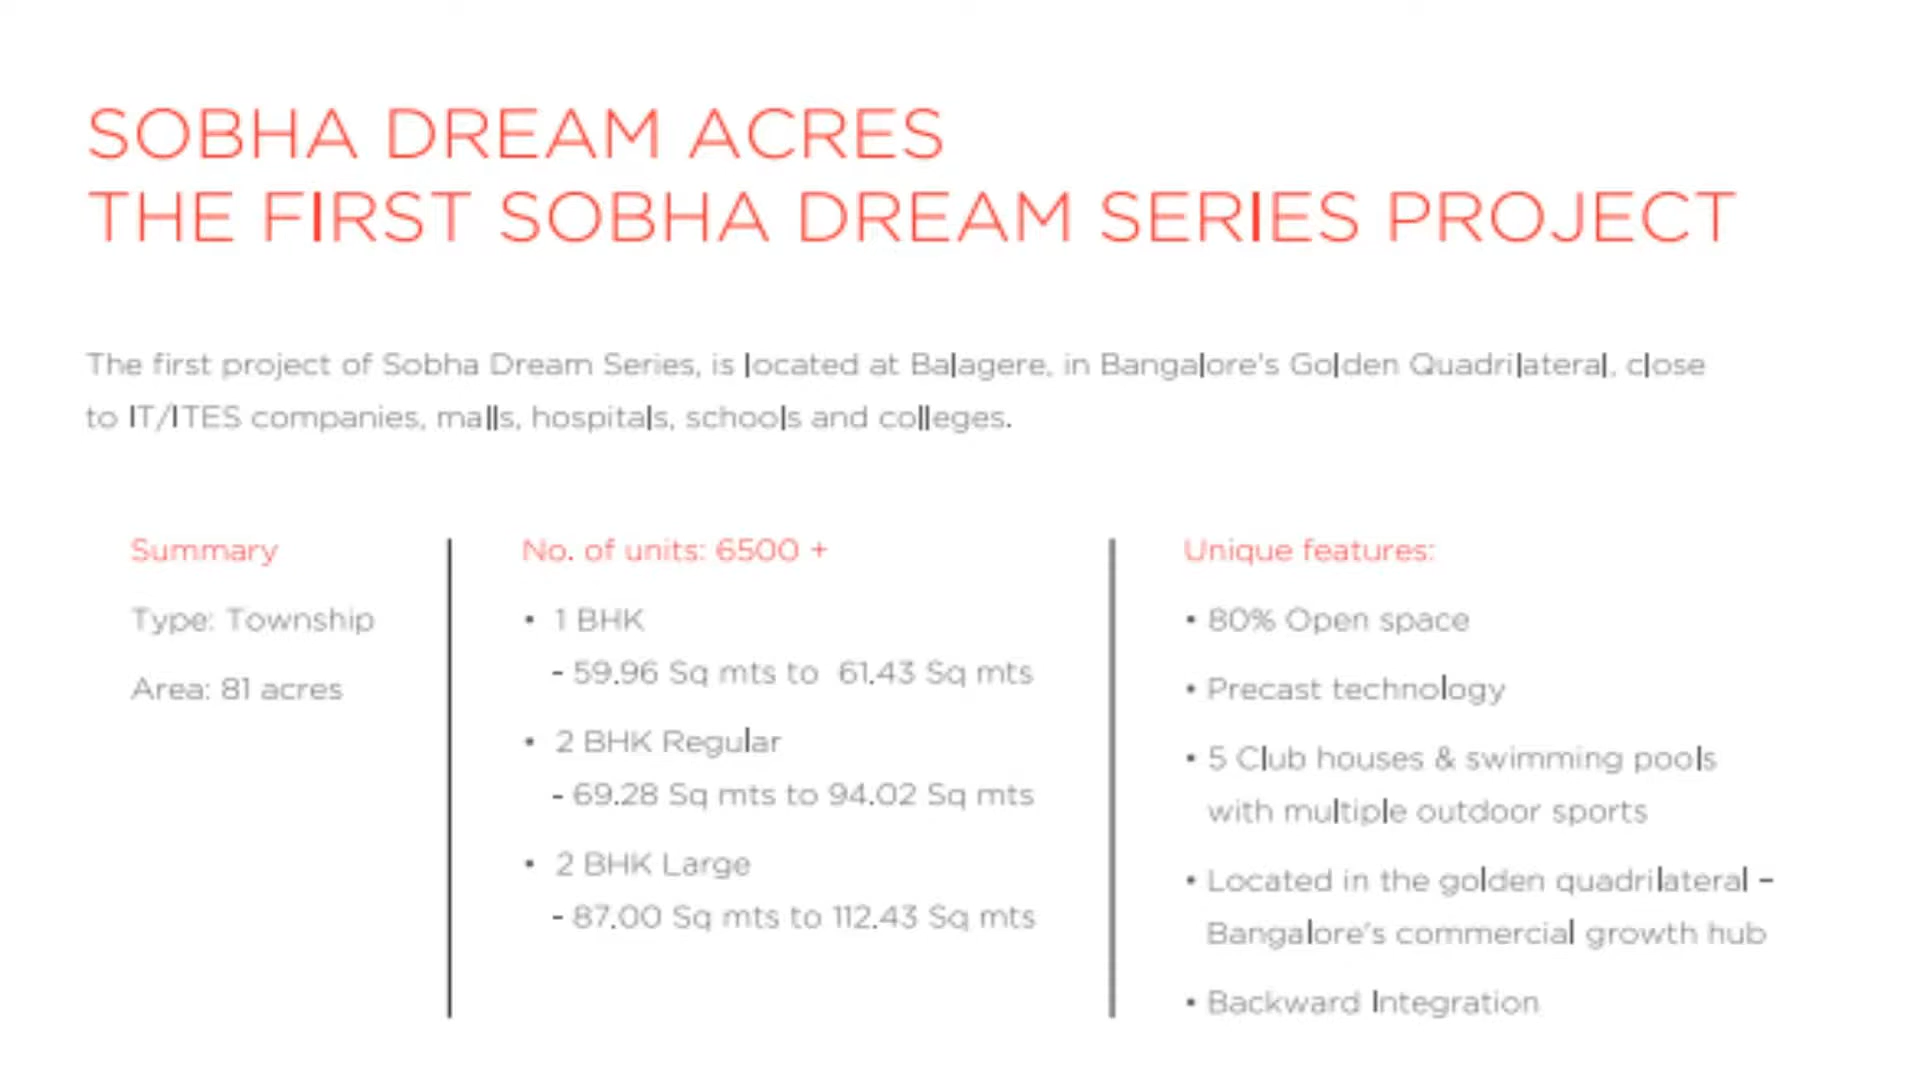 SOBHA DREAM ACRES
THE FIRST SOBHA DREAM SERIES PROJECT
The first project of Sobha Dream Series, is located at Balagere, in Bangalore's Golden Quadrilateral, close
to IT/ITES companies, malls, hospitals, schools and colleges.
Summary
Type: Township
Area: 81 acres
No. of units: 6500 +
• 1 BHK
- 59.96 Sq mts to 61.43 Sq mts
• 2 BHK Regular
- 69.28 Sq mts to 94.02 Sq mts
• 2 BHK Large
- 87.00 Sq mts to 112.43 Sq mts
Unique features:
• 80% Open space
• Precast technology
• 5 Club houses & swimming pools
with multiple outdoor sports
• Located in the golden quadrilateral –
Bangalore's commercial growth hub
• Backward Integration